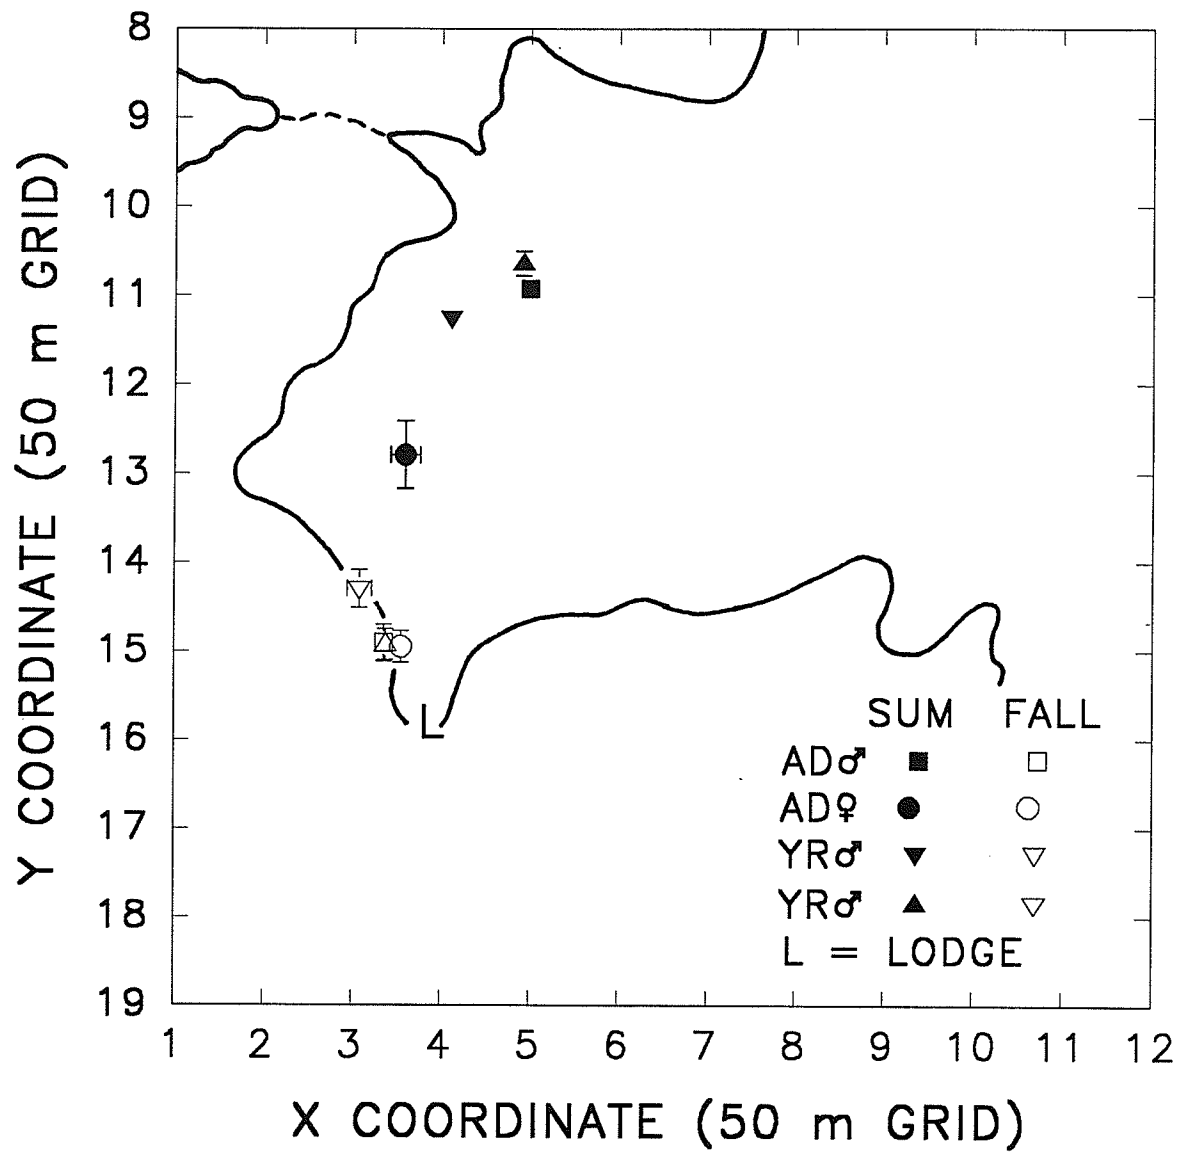 8
9
10
11
12
13
14
15
16
17
18
19
Y COORDINATE (50 m GRID)
L
SUM FALL
AD♂
AD♀
YR♂
YR♂
L = LODGE
1 2 3 4 5 6 7 8 9 10 11 12
X COORDINATE (50 m GRID)